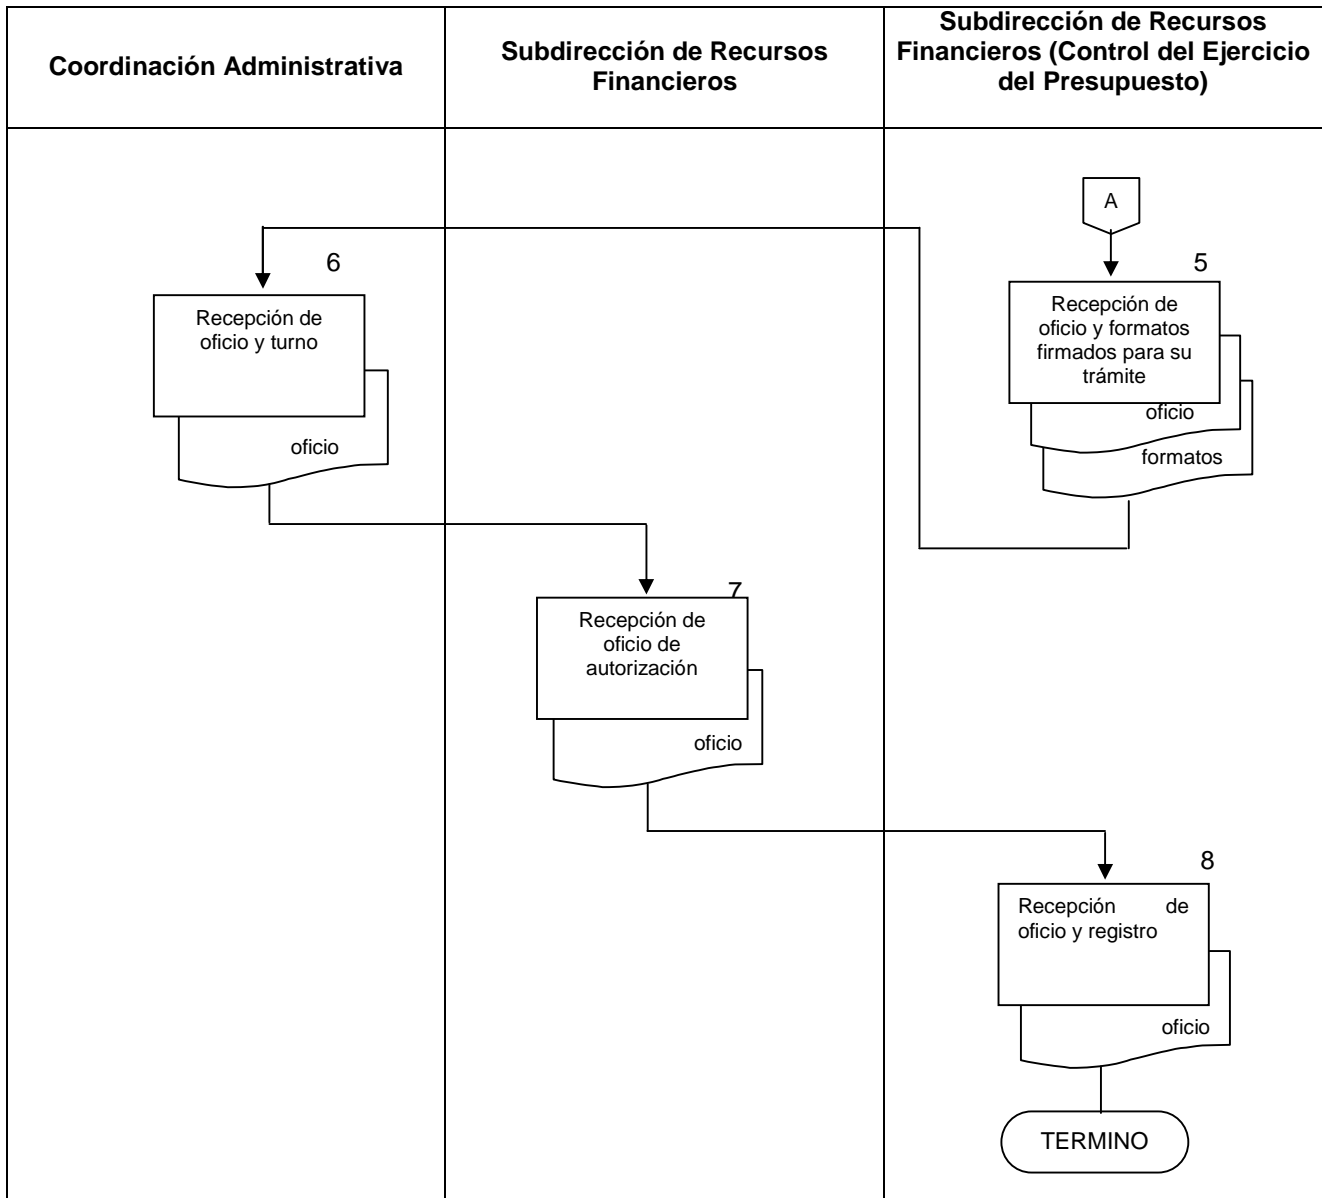 Coordinación Administrativa
Subdirección de Recursos
Financieros
Subdirección de Recursos
Financieros (Control del Ejercicio
del Presupuesto)
A
5
Recepción de
oficio y formatos
firmados para su
trámite
oficio
formatos
6
Recepción de
oficio y turno
oficio
7
Recepción de
oficio de
autorización
oficio
8
Recepción de
oficio y registro
oficio
TERMINO